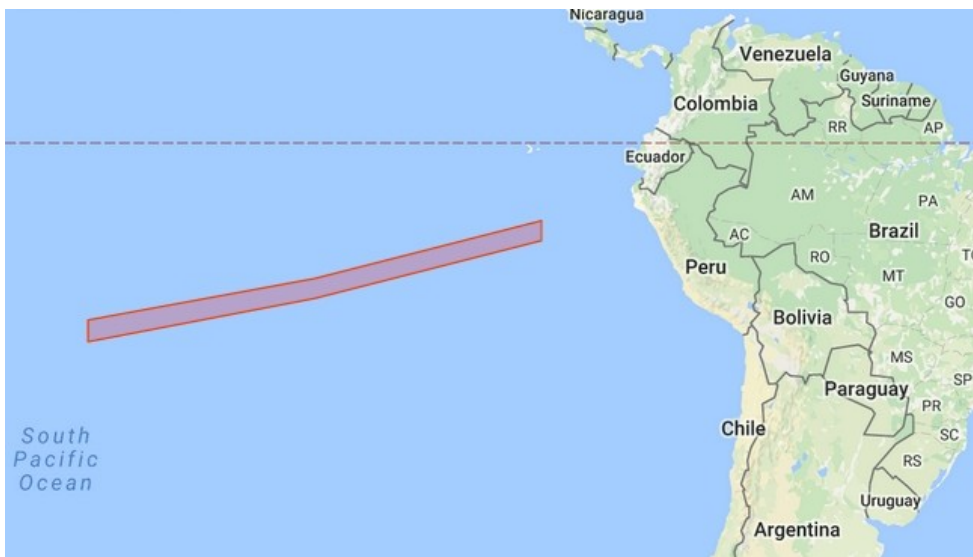 Nicaragua
Venezuela
Guyana
Suriname
Colombia
RR
AP
Ecuador
AM
PA
Brazil
AC
RO
TO
Peru
MT
GO
Bolivia
MS
SP
Paraguay
PR
Chile
SC
South
Pacific
Ocean
RS
Uruguay
Argentina